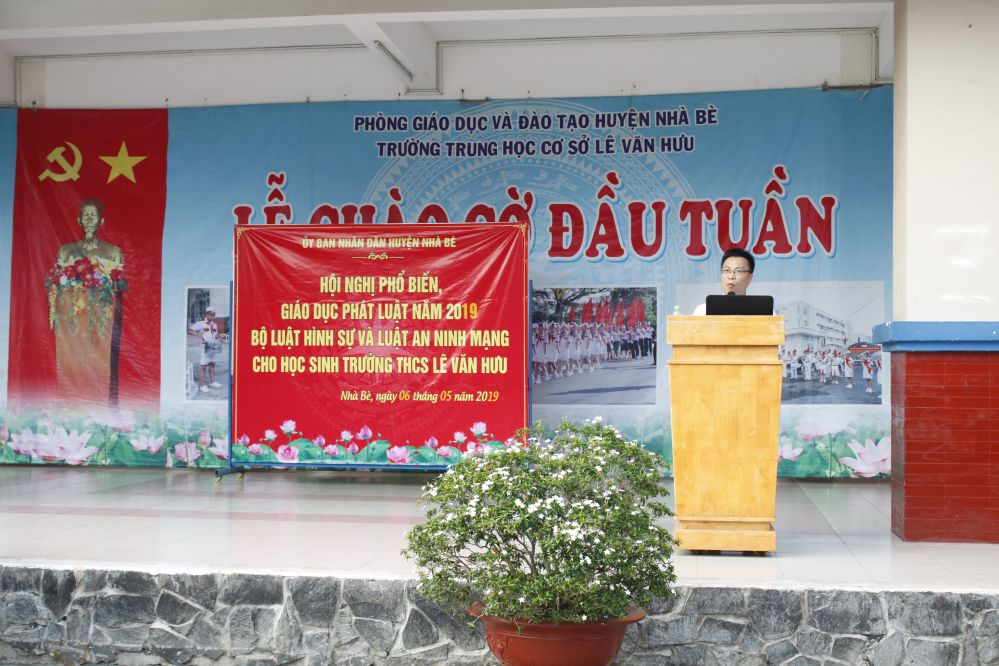 PHÒNG GIÁO DỤC VÀ ĐÀO TẠO HUYỆN NHÀ BÈ
TRƯỜNG TRUNG HỌC CƠ SỞ LÊ VĂN HƯU
LỄ CHÀO CỜ ĐẦU TUẦN
ỦY BAN NHÂN DÂN HUYỆN NHÀ BÈ
HỘI NGHỊ PHỔ BIẾN,
GIÁO DỤC PHÁT LUẬT NĂM 2019
BỘ LUẬT HÌNH SỰ VÀ LUẬT AN NINH MẠNG
CHO HỌC SINH TRƯỜNG THCS LÊ VĂN HƯU
Nhà Bè, ngày 06 tháng 05 năm 2019